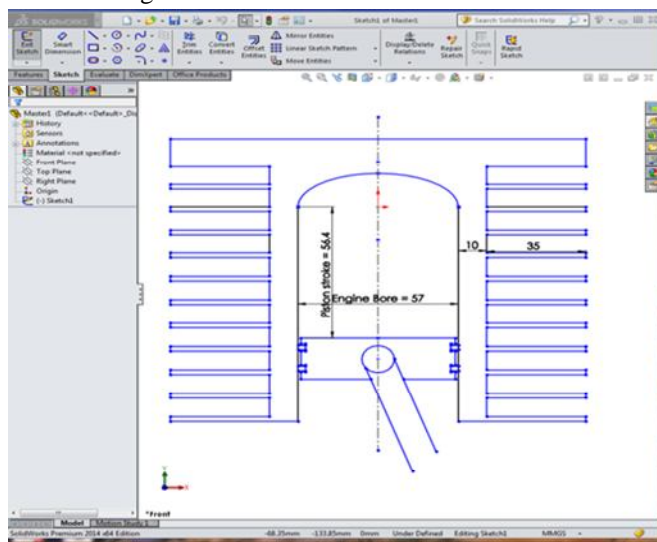 SOLIDWORKS
Sketch1 of Master1
Search SolidWorks Help
Exit Sketch
Smart Dimension
Trim Entities
Convert Entities
Offset Entities
Mirror Entities
Linear Sketch Pattern
Move Entities
Display/Delete Relations
Repair Sketch
Quick Snaps
Rapid Sketch
Features Sketch Evaluate DimXpert Office Products
Master1 (Default<<Default>_Dis
History
Sensors
Annotations
Material <not specified>
Front Plane
Top Plane
Right Plane
Origin
(-) Sketch1
Piston stroke = 56.4
Engine Bore = 57
10
35
*Front
Model Motion Study 1
SolidWorks Premium 2014 x64 Edition
-68.35mm -133.85mm 0mm Under Defined Editing Sketch1 MMGS